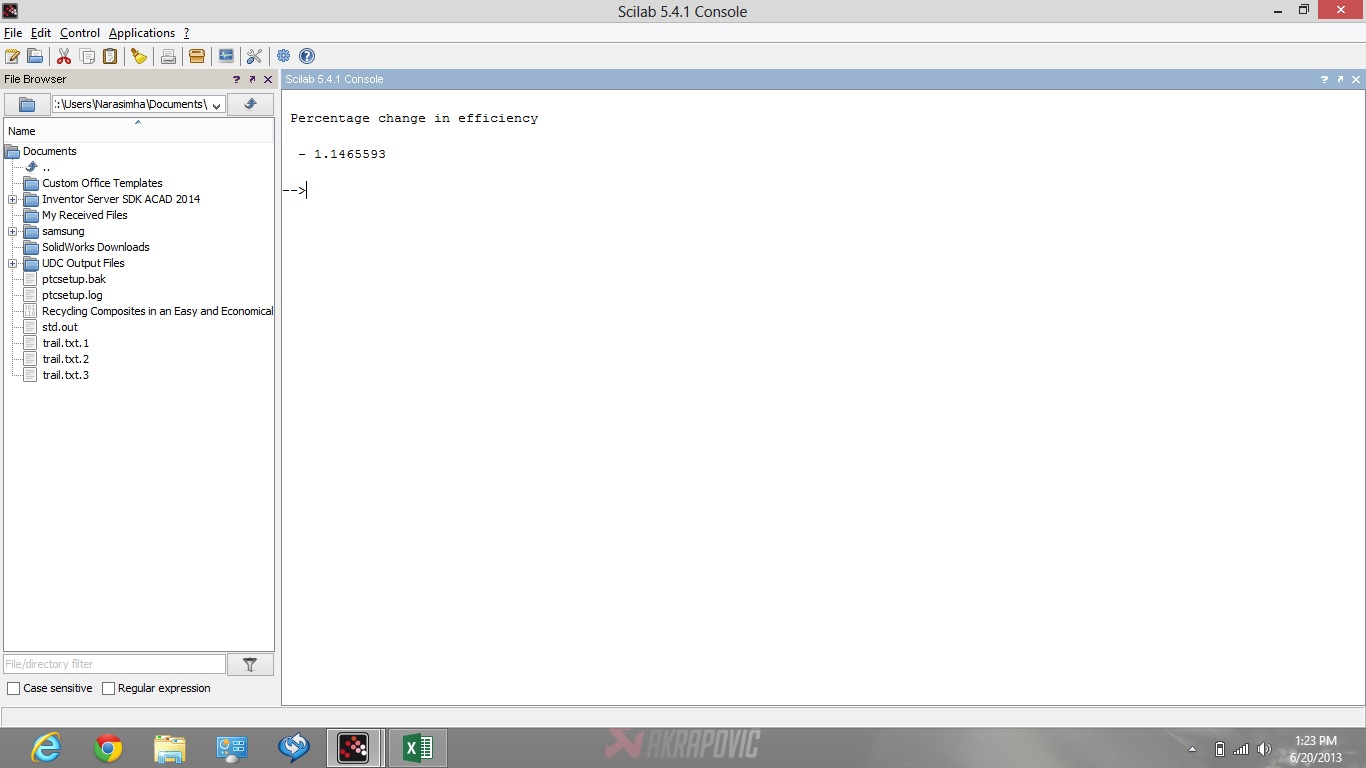 Scilab 5.4.1 Console
File Edit Control Applications ?
File Browser
Scilab 5.4.1 Console
:\Users\Narasimha\Documents\
Name
Documents
..
Custom Office Templates
Inventor Server SDK ACAD 2014
My Received Files
samsung
SolidWorks Downloads
UDC Output Files
ptcsetup.bak
ptcsetup.log
Recycling Composites in an Easy and Economical
std.out
trail.txt.1
trail.txt.2
trail.txt.3
File/directory filter
Case sensitive Regular expression
Percentage change in efficiency
- 1.1465593
-->
AKRAPOVIC
1:23 PM
6/20/2013